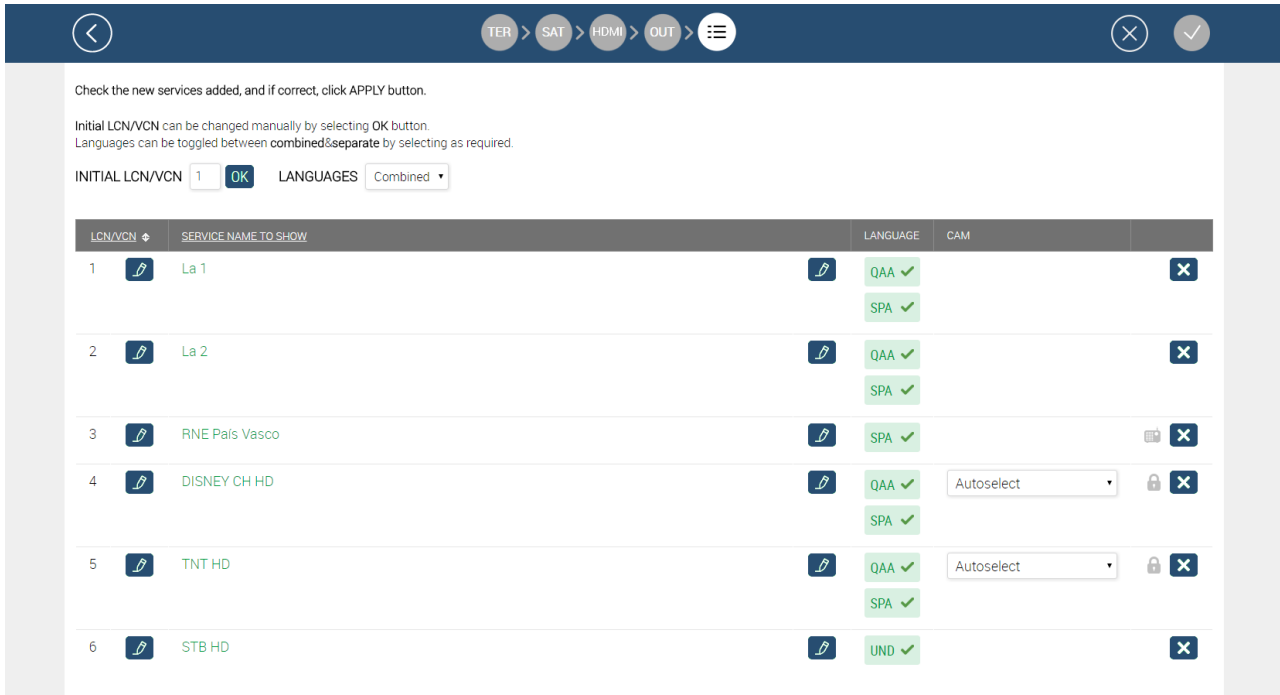 TER SAT HDMI OUT
Check the new services added, and if correct, click APPLY button.
Initial LCN/VCN can be changed manually by selecting OK button.
Languages can be toggled between combined&separate by selecting as required.
INITIAL LCN/VCN 1 OK LANGUAGES Combined
LCN/VCN SERVICE NAME TO SHOW LANGUAGE CAM
1 La 1 QAA
SPA
2 La 2 QAA
SPA
3 RNE País Vasco SPA
4 DISNEY CH HD QAA Autoselect
SPA
5 TNT HD QAA Autoselect
SPA
6 STB HD UND